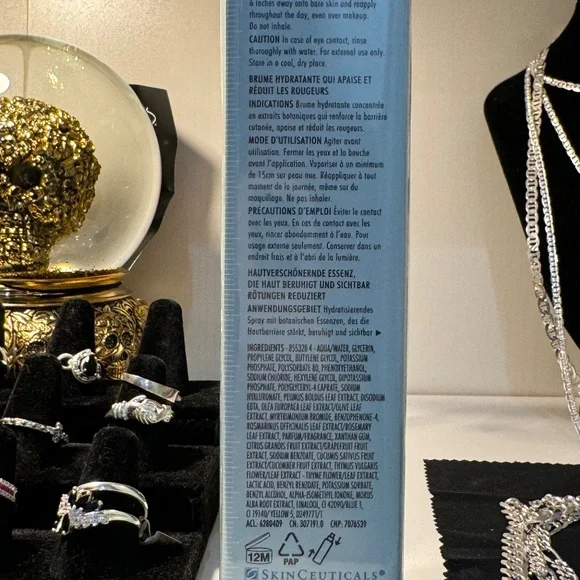 6 inches away onto bare skin and reapply
throughout the day, even over makeup.
Do not inhale.
CAUTION In case of eye contact, rinse
thoroughly with water. For external use only.
Store in a cool, dry place.
BRUME HYDRATANTE QUI APAISE ET
RÉDUIT LES ROUGEURS
INDICATIONS Brume hydratante concentrée
en extraits botaniques qui renforce la barrière
cutanée, apaise et réduit les rougeurs.
MODE D'UTILISATION Agiter avant
utilisation. Fermer les yeux et la bouche
avant l'application. Vaporiser à un minimum
de 15cm sur peau nue. Réappliquer à tout
moment de la journée, même sur du
maquillage. Ne pas inhaler.
PRÉCAUTIONS D'EMPLOI Éviter le contact
avec les yeux. En cas de contact avec les
yeux, rincer abondamment à l'eau. Pour
usage externe seulement. Conserver dans un
endroit frais et à l'abri de la lumière.
HAUTVERSCHÖNERNDE ESSENZ,
DIE HAUT BERUHIGT UND SICHTBAR
RÖTUNGEN REDUZIERT
ANWENDUNGSGEBIET Hydratisierendes
Spray mit botanischen Essenzen, das die
Hautbarriere stärkt, beruhigt und sichtbar ▶
INGREDIENTS - 855328 4 - AQUA/WATER, GLYCERIN,
PROPYLENE GLYCOL, BUTYLENE GLYCOL, POTASSIUM
PHOSPHATE, POLYSORBATE 80, PHENOXYETHANOL,
SODIUM CHLORIDE, HEXYLENE GLYCOL, DIPOTASSIUM
PHOSPHATE, POLYGLYCERYL-4 CAPRATE, SODIUM
HYALURONATE, PEUMUS BOLDUS LEAF EXTRACT, DISODIUM
EDTA, OLEA EUROPAEA LEAF EXTRACT/OLIVE LEAF
EXTRACT, MYRTRIMONIUM BROMIDE, BENZOPHENONE-4,
ROSMARINUS OFFICINALIS EXTRACT/ROSEMARY
LEAF EXTRACT, PARFUM/FRAGRANCE, XANTHAN GUM,
CITRUS GRANDIS FRUIT EXTRACT/GRAPEFRUIT FRUIT
EXTRACT, SODIUM BENZOATE, CUCUMIS SATIVUS FRUIT
EXTRACT/CUCUMBER FRUIT EXTRACT, THYMUS VULGARIS
FLOWER/LEAF EXTRACT - THYME FLOWER/LEAF EXTRACT,
LACTIC ACID, BENZYL BENZOATE, POTASSIUM SORBATE,
BENZYL ALCOHOL, ALPHA-ISOMETHYL IONONE, MORUS
ALBA ROOT EXTRACT, LINALOOL, CI 42090/BLUE 1,
CI 19140/YELLOW 5, D249771/1
ACL: 6280409 CN: 307191.0 CNP: 7076539
12M
PAP
SKINCEUTICALS